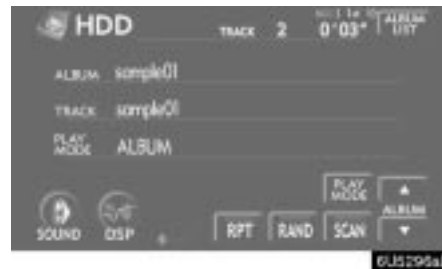 HDD TRACK 2 0'03" ALBUM LIST
ALBUM sample01
TRACK sample01
PLAY MODE ALBUM
PLAY MODE
SOUND DSP RPT RAND SCAN ALBUM
6U5296a